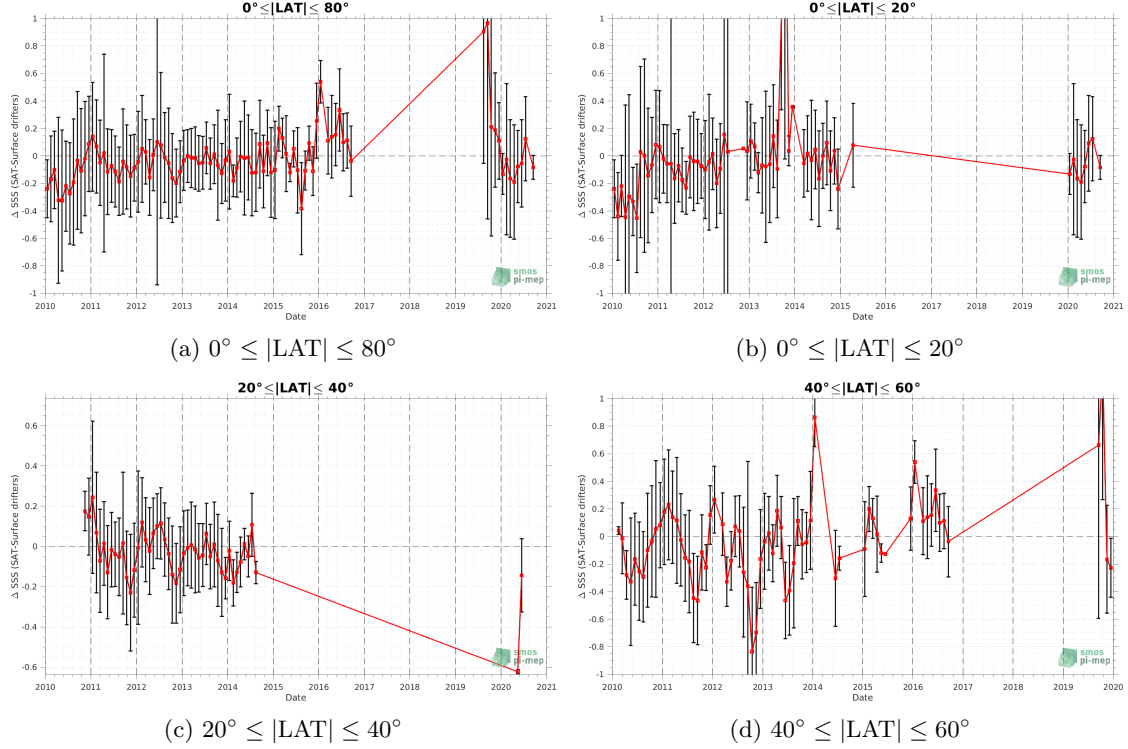 0°≤|LAT|≤ 80°
Δ SSS (SAT-Surface drifters)
1
0.8
0.6
0.4
0.2
0
-0.2
-0.4
-0.6
-0.8
-1
2010 2011 2012 2013 2014 2015 2016 2017 2018 2019 2020 2021
Date
smos
pi-mep
(a) 0° ≤ |LAT| ≤ 80°
0°≤|LAT|≤ 20°
Δ SSS (SAT-Surface drifters)
1
0.8
0.6
0.4
0.2
0
-0.2
-0.4
-0.6
-0.8
-1
2010 2011 2012 2013 2014 2015 2016 2017 2018 2019 2020 2021
Date
smos
pi-mep
(b) 0° ≤ |LAT| ≤ 20°
20°≤|LAT|≤ 40°
Δ SSS (SAT-Surface drifters)
0.6
0.4
0.2
0
-0.2
-0.4
-0.6
2010 2011 2012 2013 2014 2015 2016 2017 2018 2019 2020 2021
Date
smos
pi-mep
(c) 20° ≤ |LAT| ≤ 40°
40°≤|LAT|≤ 60°
Δ SSS (SAT-Surface drifters)
1
0.8
0.6
0.4
0.2
0
-0.2
-0.4
-0.6
-0.8
-1
2010 2011 2012 2013 2014 2015 2016 2017 2018 2019 2020
Date
smos
pi-mep
(d) 40° ≤ |LAT| ≤ 60°